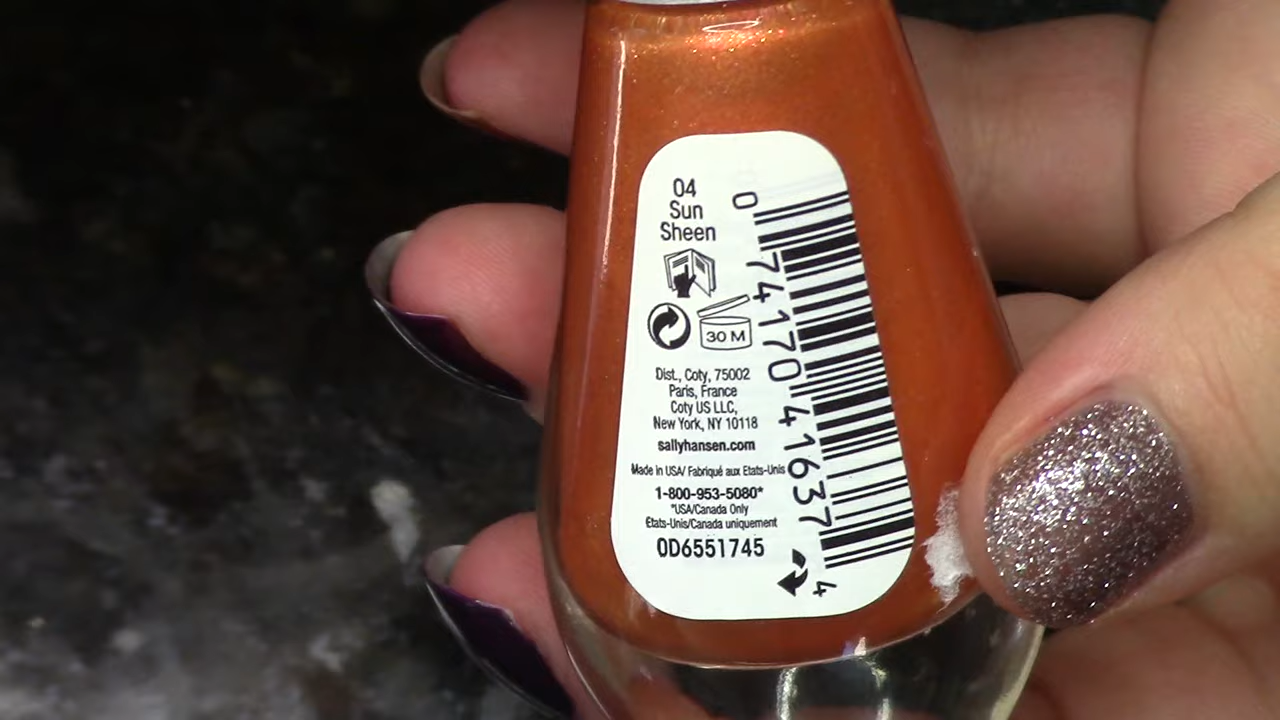 04
Sun
Sheen
30 M
Dist., Coty, 75002
Paris, France
Coty US LLC,
New York, NY 10118
sallyhansen.com
Made in USA/ Fabriqué aux Etats-Unis
1-800-953-5080*
*USA/Canada Only
Etats-Unis/Canada uniquement
0D6551745
0 74170 41637 4